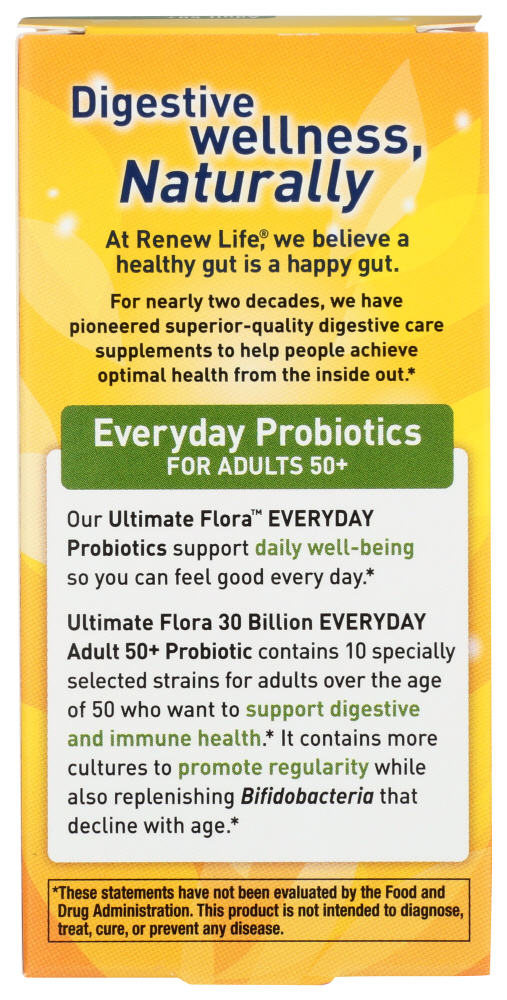 Digestive
wellness,
Naturally
At Renew Life,® we believe a
healthy gut is a happy gut.
For nearly two decades, we have
pioneered superior-quality digestive care
supplements to help people achieve
optimal health from the inside out.*
Everyday Probiotics
FOR ADULTS 50+
Our Ultimate Flora™ EVERYDAY
Probiotics support daily well-being
so you can feel good every day.*
Ultimate Flora 30 Billion EVERYDAY
Adult 50+ Probiotic contains 10 specially
selected strains for adults over the age
of 50 who want to support digestive
and immune health.* It contains more
cultures to promote regularity while
also replenishing Bifidobacteria that
decline with age.*
*These statements have not been evaluated by the Food and
Drug Administration. This product is not intended to diagnose,
treat, cure, or prevent any disease.